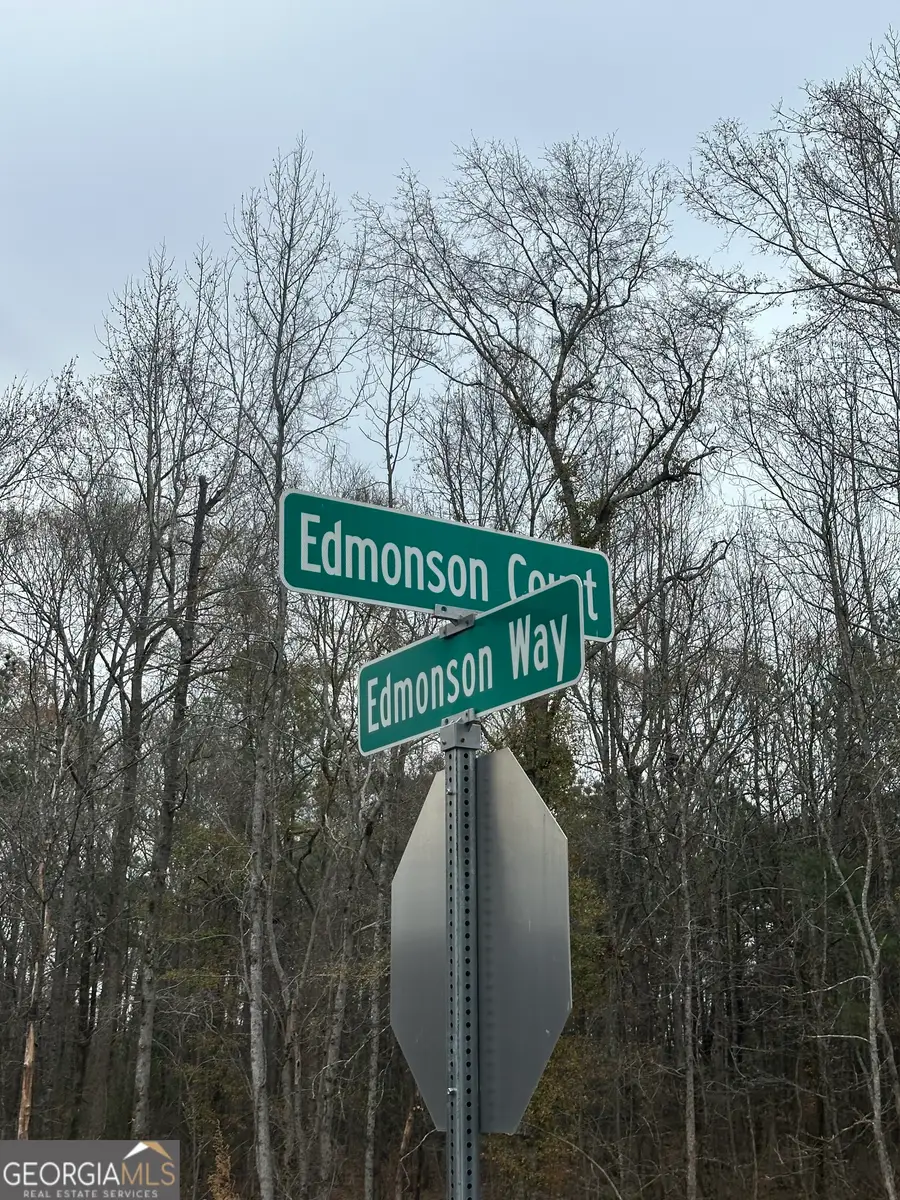 Edmonson Court
Edmonson Way
GEORGIAMLS
REAL ESTATE SERVICES